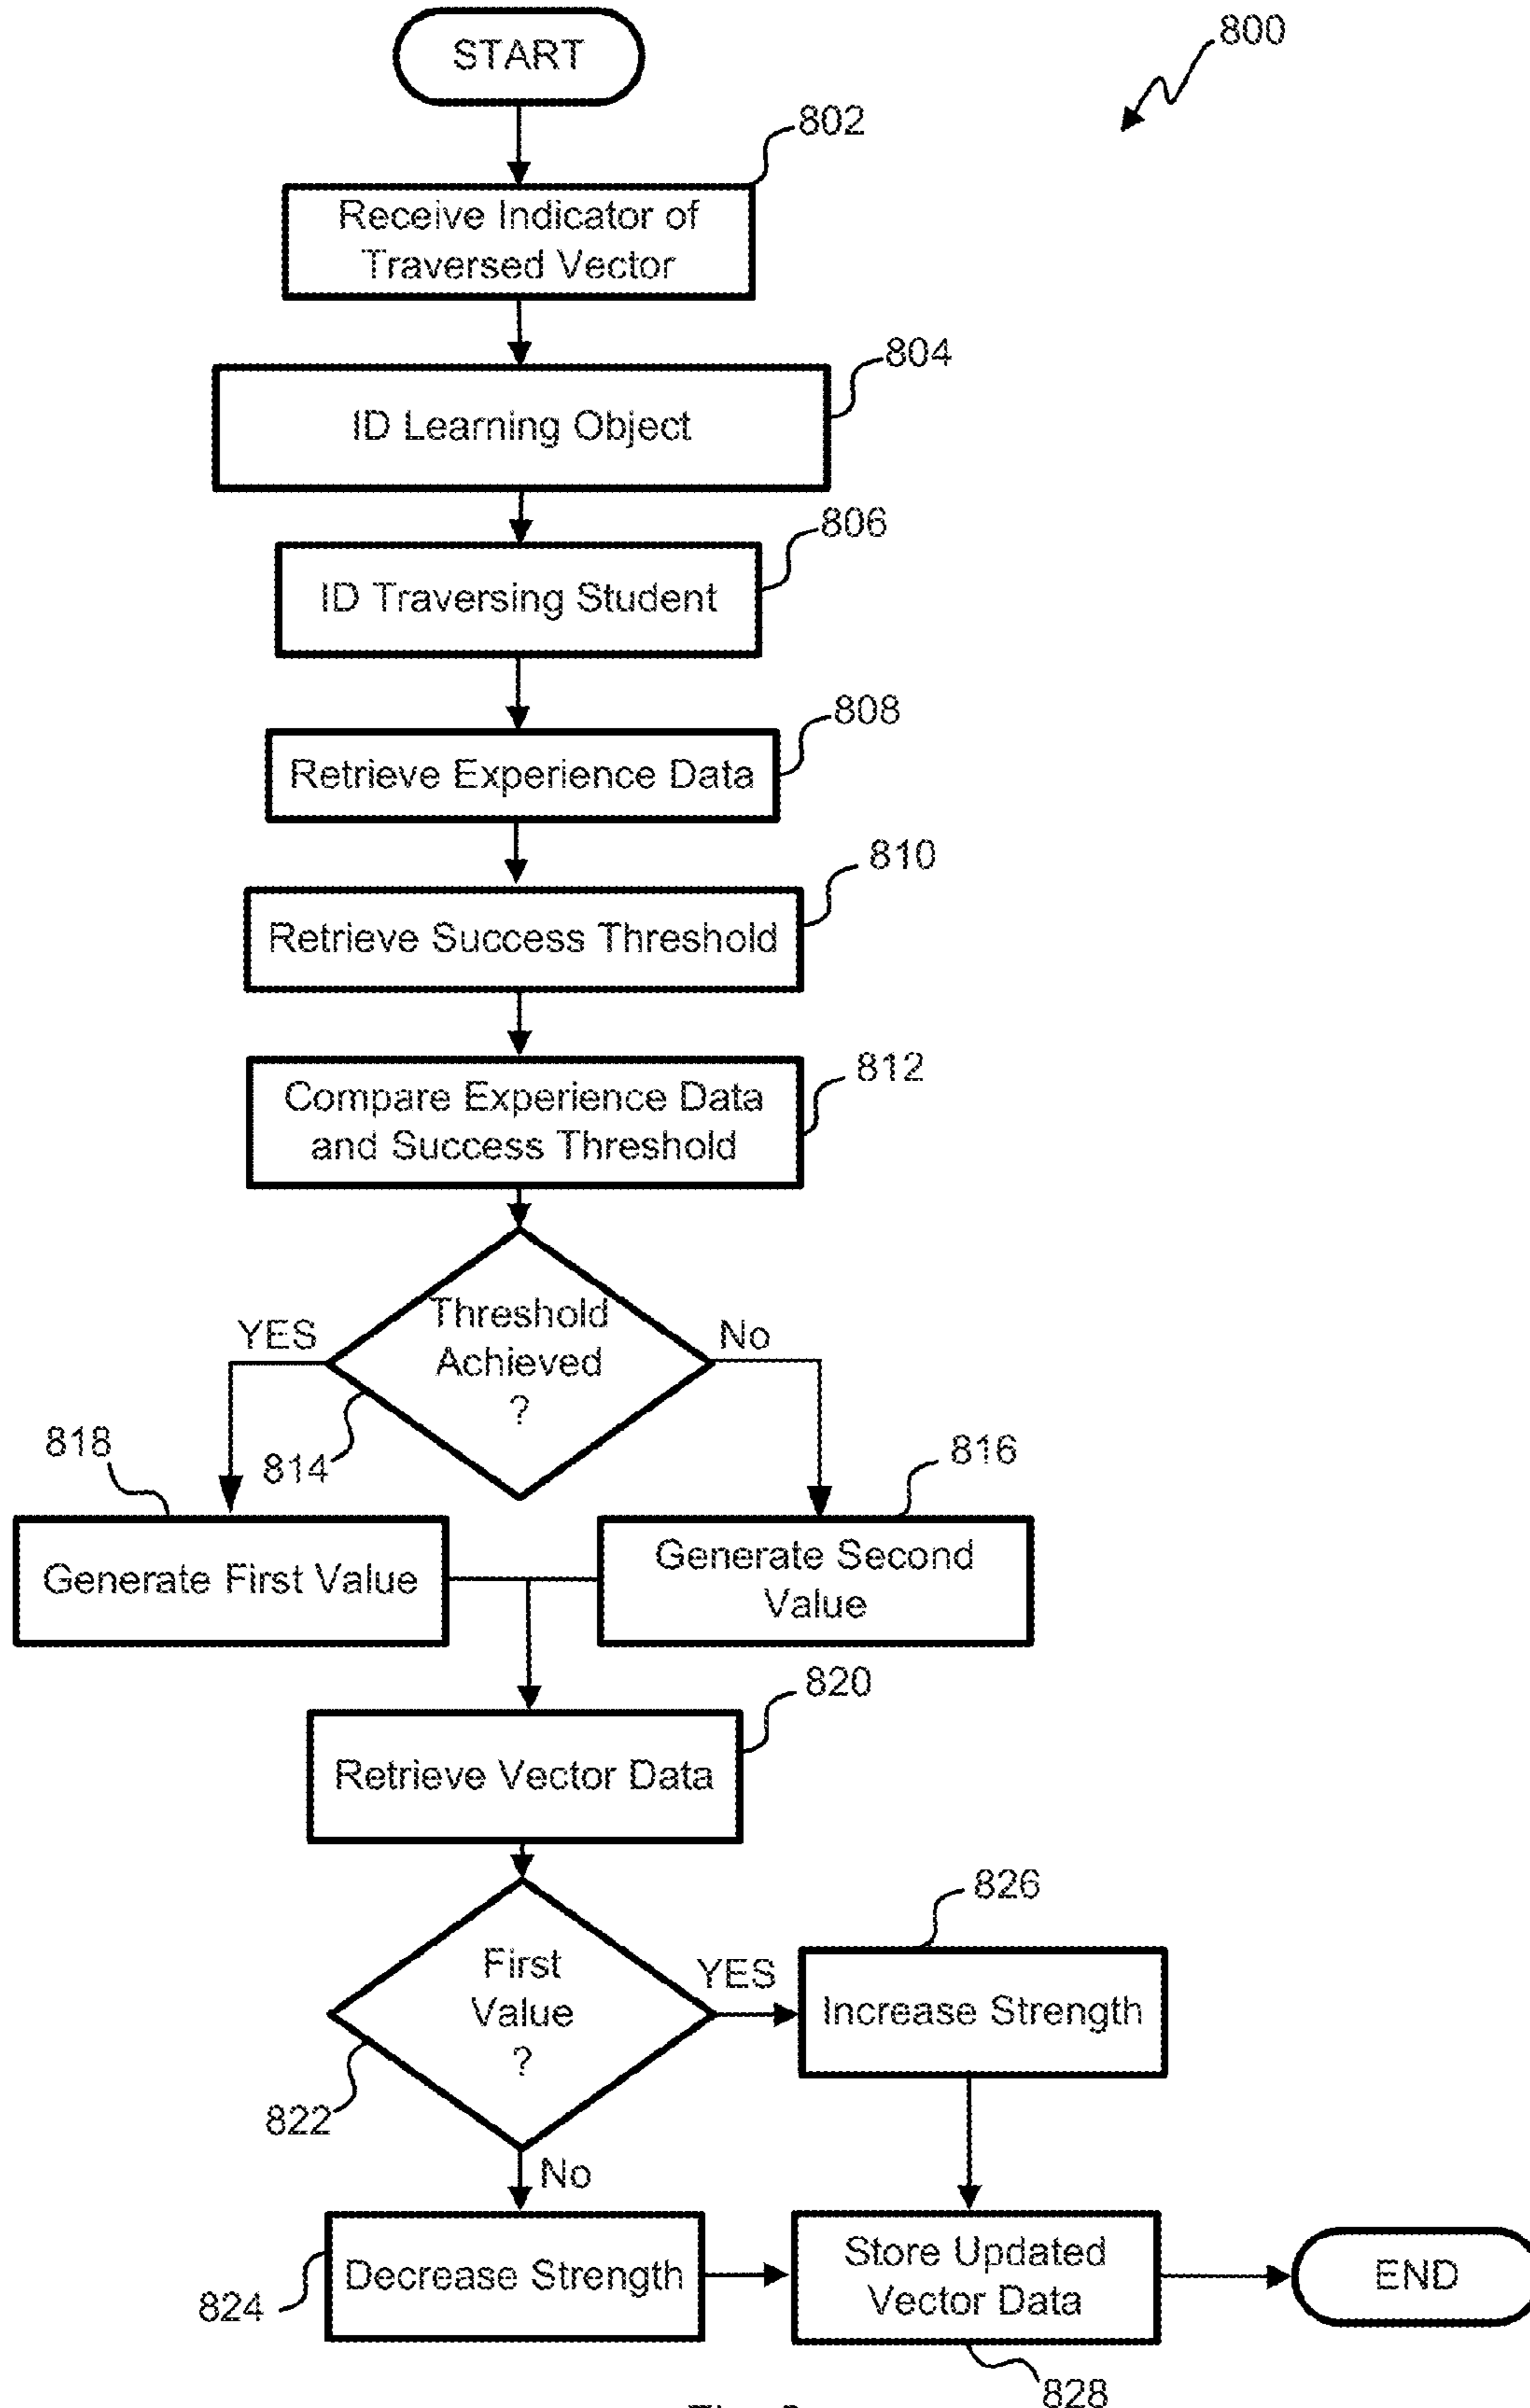 START
800
802
Receive Indicator of
Traversed Vector
804
ID Learning Object
806
ID Traversing Student
808
Retrieve Experience Data
810
Retrieve Success Threshold
812
Compare Experience Data
and Success Threshold
Threshold
Achieved
?
YES
No
814
818
816
Generate First Value
Generate Second
Value
820
Retrieve Vector Data
826
First
Value
?
YES
Increase Strength
822
No
Decrease Strength
824
Store Updated
Vector Data
END
828